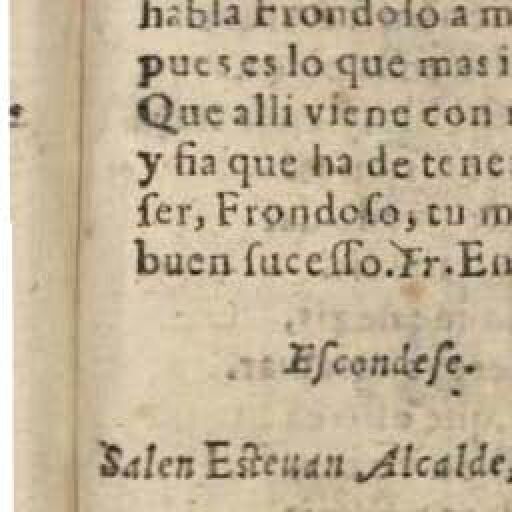 habla Frondoſo a m
pues es lo que mas i
Que alli viene con
y fia que ha de tene
ſer, Frondoſo, tu m
buen ſuceſſo. Fr. En
Eſcondeſe.
Salen Eſteuan Alcalde,